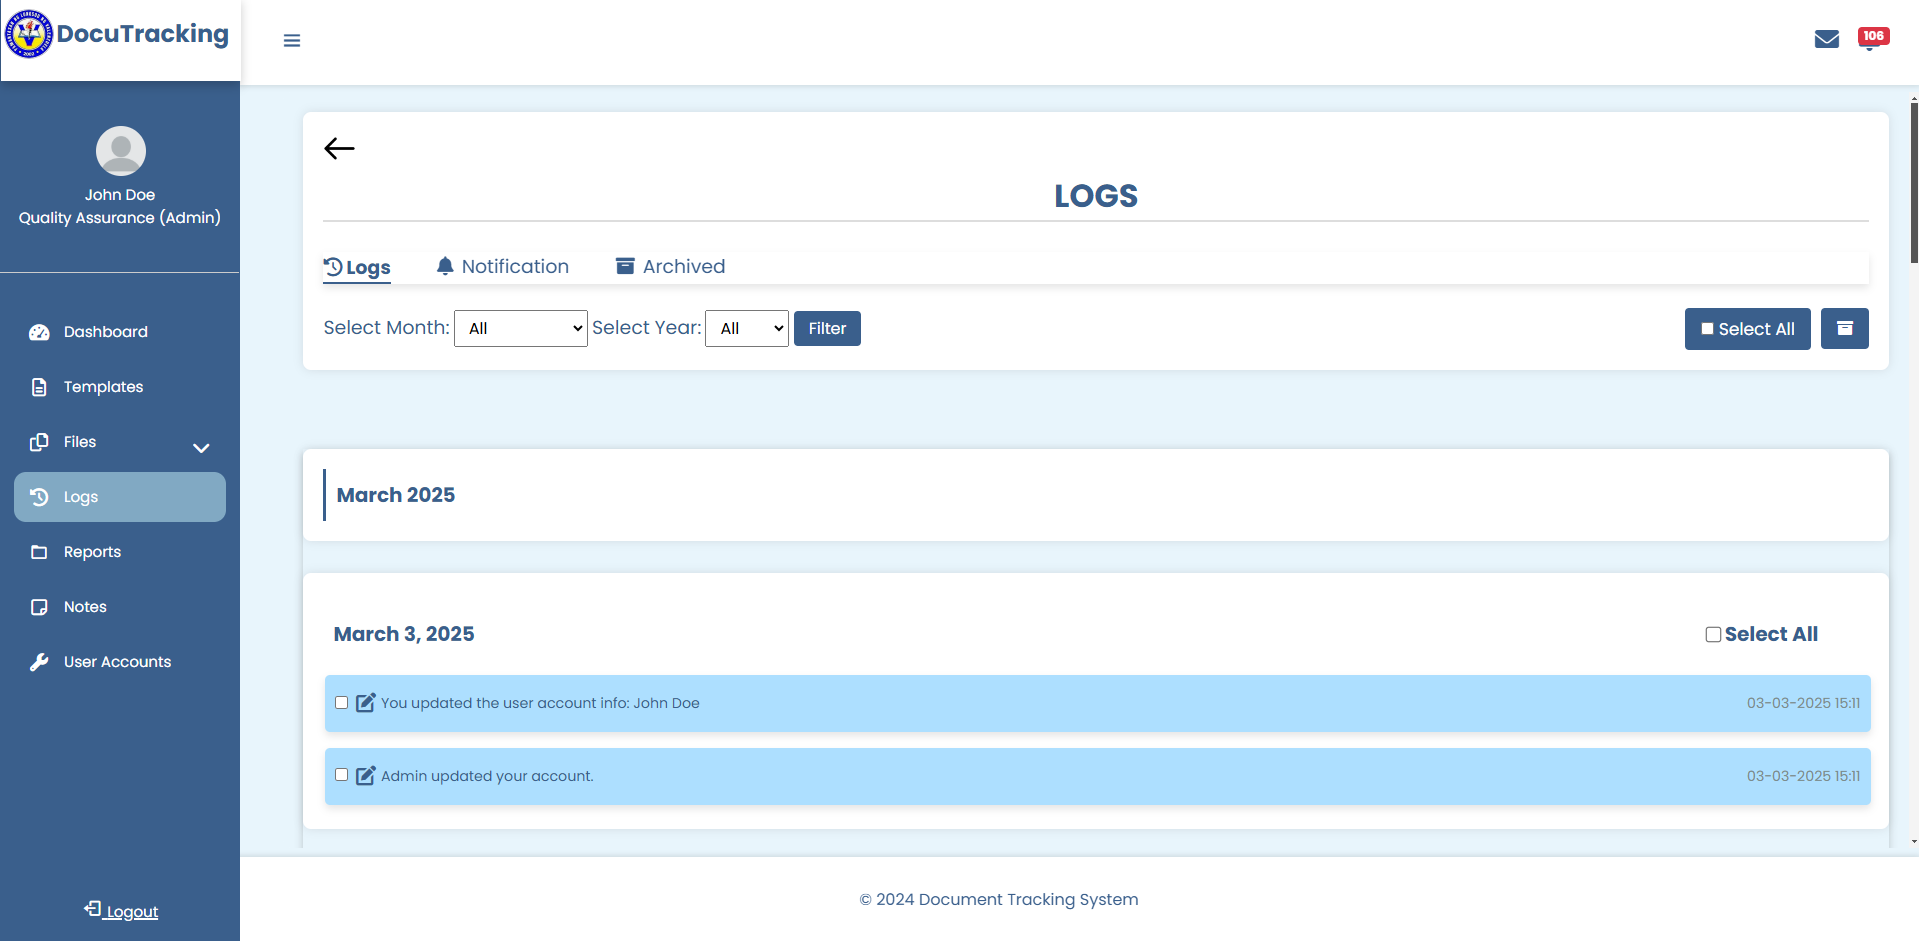 DocuTracking
106
John Doe
Quality Assurance (Admin)
Dashboard
Templates
Files
Logs
Reports
Notes
User Accounts
Logout
LOGS
Logs Notification Archived
Select Month: All Select Year: All Filter Select All
March 2025
March 3, 2025 Select All
You updated the user account info: John Doe 03-03-2025 15:11
Admin updated your account. 03-03-2025 15:11
© 2024 Document Tracking System